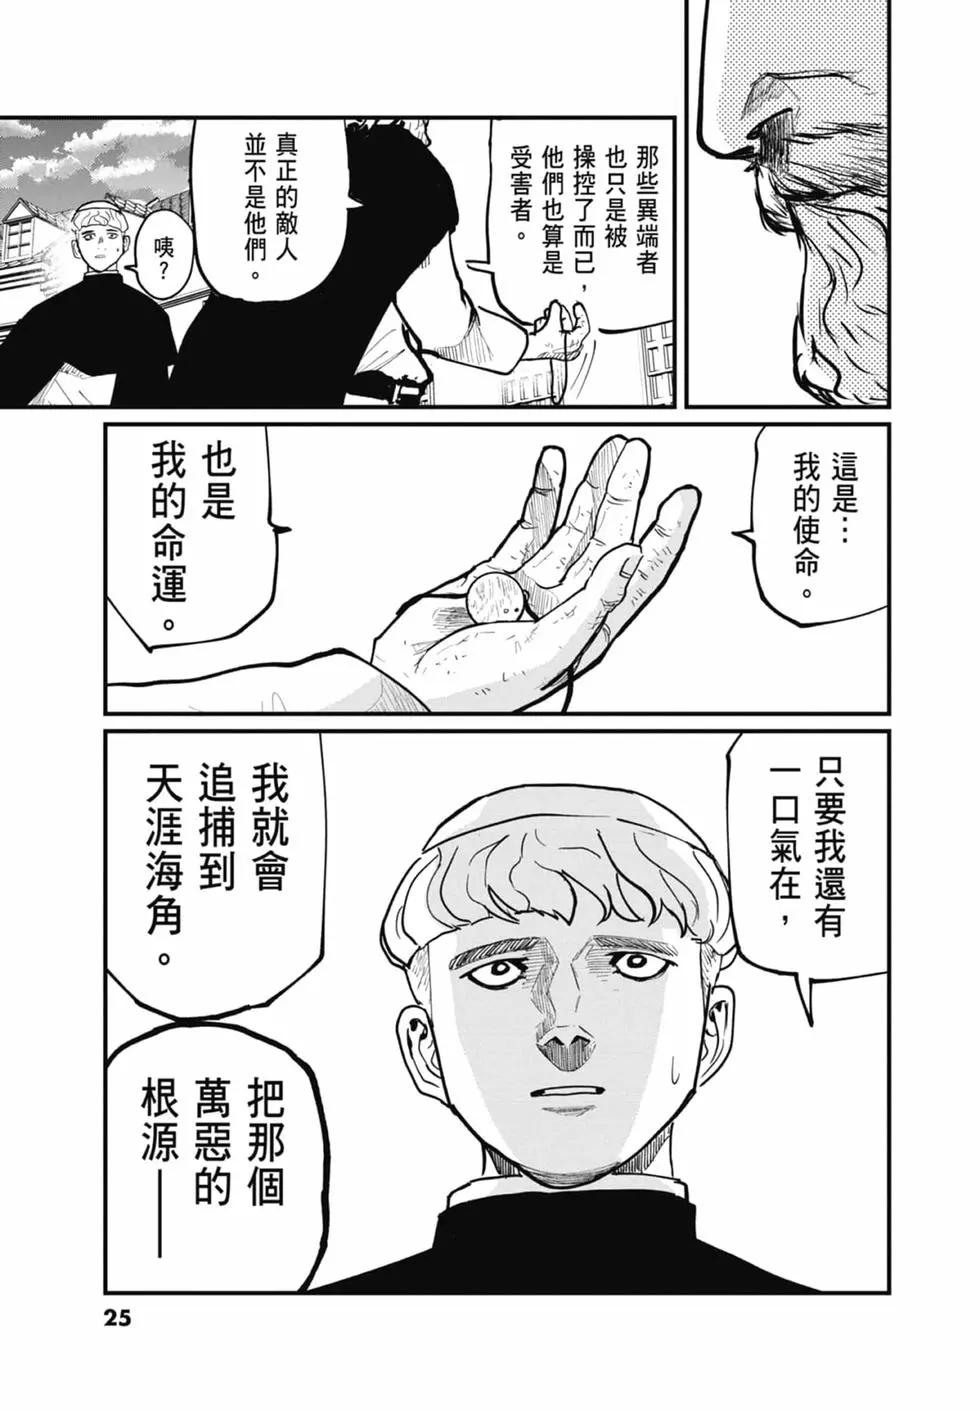 那些異端者
也只是被
操控了而已，
他們也算是
受害者。
真正的敵人
並不是他們。
咦？
這是…
我的使命。
也是
我的命運。
只要我還有
一口氣在，
我就會
追捕到
天涯海角。
把那個
萬惡的
根源──
25